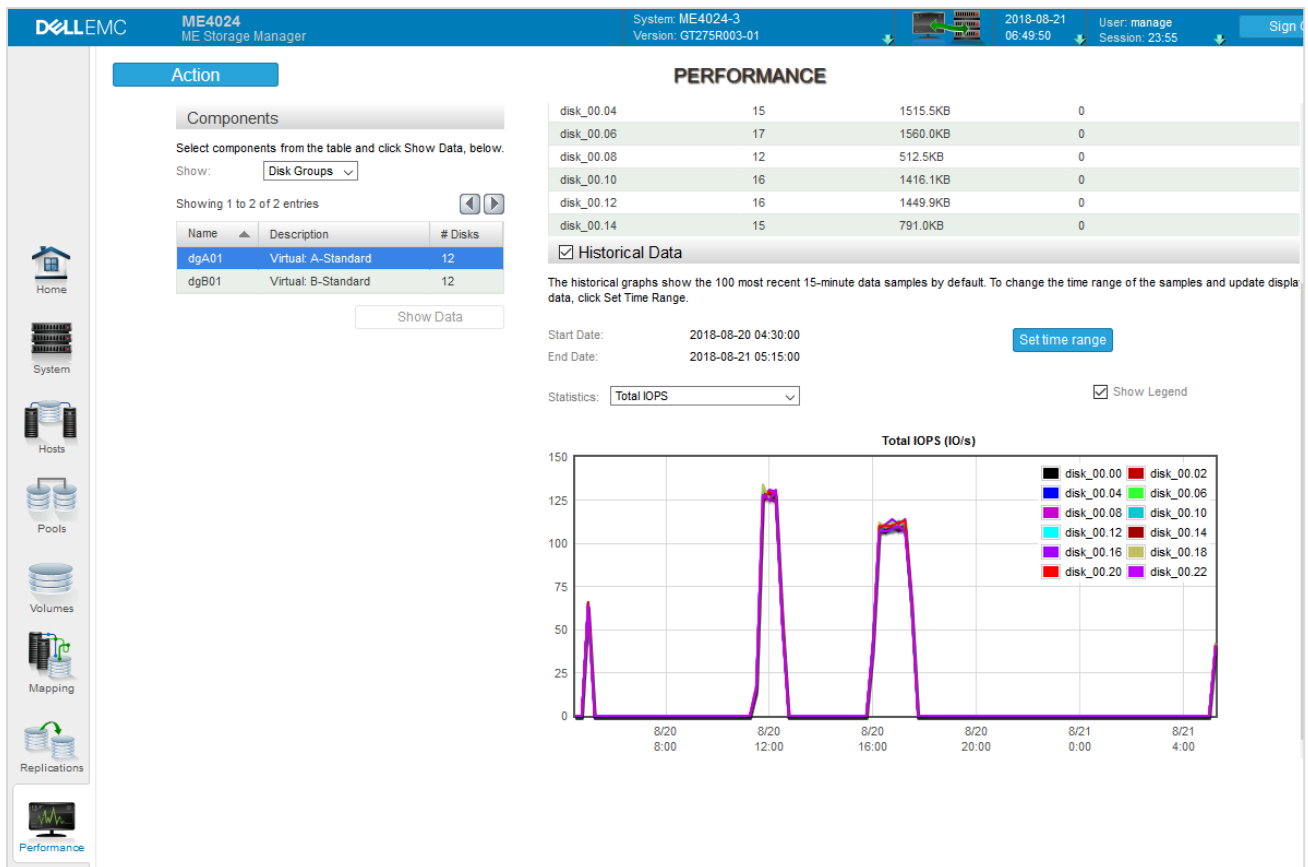 DELLEMC
ME4024
ME Storage Manager
System: ME4024-3
Version: GT275R003-01
2018-08-21
06:49:50
User: manage
Session: 23:55
Sign
Action
PERFORMANCE
Components
Select components from the table and click Show Data, below.
Show: Disk Groups
Showing 1 to 2 of 2 entries
Name Description # Disks
dgA01 Virtual: A-Standard 12
dgB01 Virtual: B-Standard 12
Show Data
disk_00.04 15 1515.5KB 0
disk_00.06 17 1560.0KB 0
disk_00.08 12 512.5KB 0
disk_00.10 16 1416.1KB 0
disk_00.12 16 1449.9KB 0
disk_00.14 15 791.0KB 0
Historical Data
The historical graphs show the 100 most recent 15-minute data samples by default. To change the time range of the samples and update displa
data, click Set Time Range.
Start Date: 2018-08-20 04:30:00
End Date: 2018-08-21 05:15:00
Set time range
Statistics: Total IOPS
Show Legend
Total IOPS (IO/s)
150
125
100
75
50
25
0
disk_00.00 disk_00.02
disk_00.04 disk_00.06
disk_00.08 disk_00.10
disk_00.12 disk_00.14
disk_00.16 disk_00.18
disk_00.20 disk_00.22
8/20 8/20 8/20 8/20 8/21 8/21
8:00 12:00 16:00 20:00 0:00 4:00
Home
System
Hosts
Pools
Volumes
Mapping
Replications
Performance